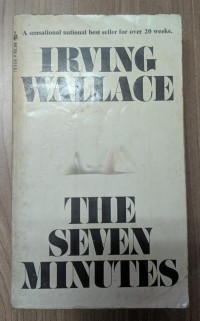 A sensational national best seller for over 20 weeks.
IRVING
WALLACE
THE
SEVEN
MINUTES